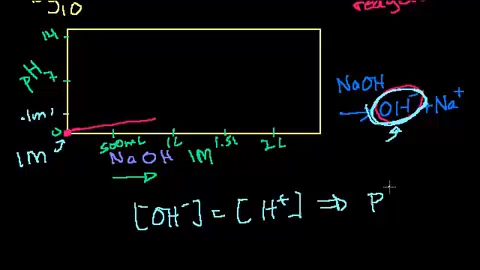 14
NaOH
pH 7
→ OH⁻ + Na⁺
.1M
0
500mL 1L 1.5L 2L
1M NaOH 1M
[OH⁻] = [H⁺] ⇒ P